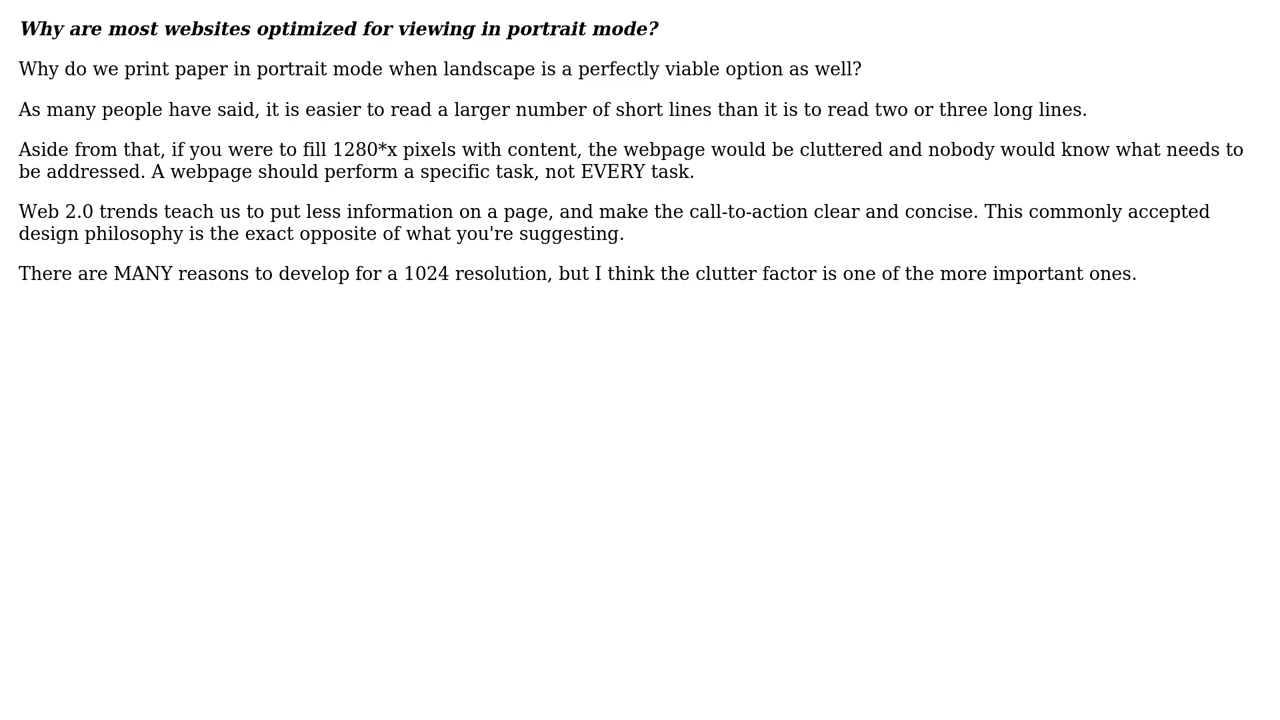 Why are most websites optimized for viewing in portrait mode?
Why do we print paper in portrait mode when landscape is a perfectly viable option as well?
As many people have said, it is easier to read a larger number of short lines than it is to read two or three long lines.
Aside from that, if you were to fill 1280*x pixels with content, the webpage would be cluttered and nobody would know what needs to
be addressed. A webpage should perform a specific task, not EVERY task.
Web 2.0 trends teach us to put less information on a page, and make the call-to-action clear and concise. This commonly accepted
design philosophy is the exact opposite of what you're suggesting.
There are MANY reasons to develop for a 1024 resolution, but I think the clutter factor is one of the more important ones.